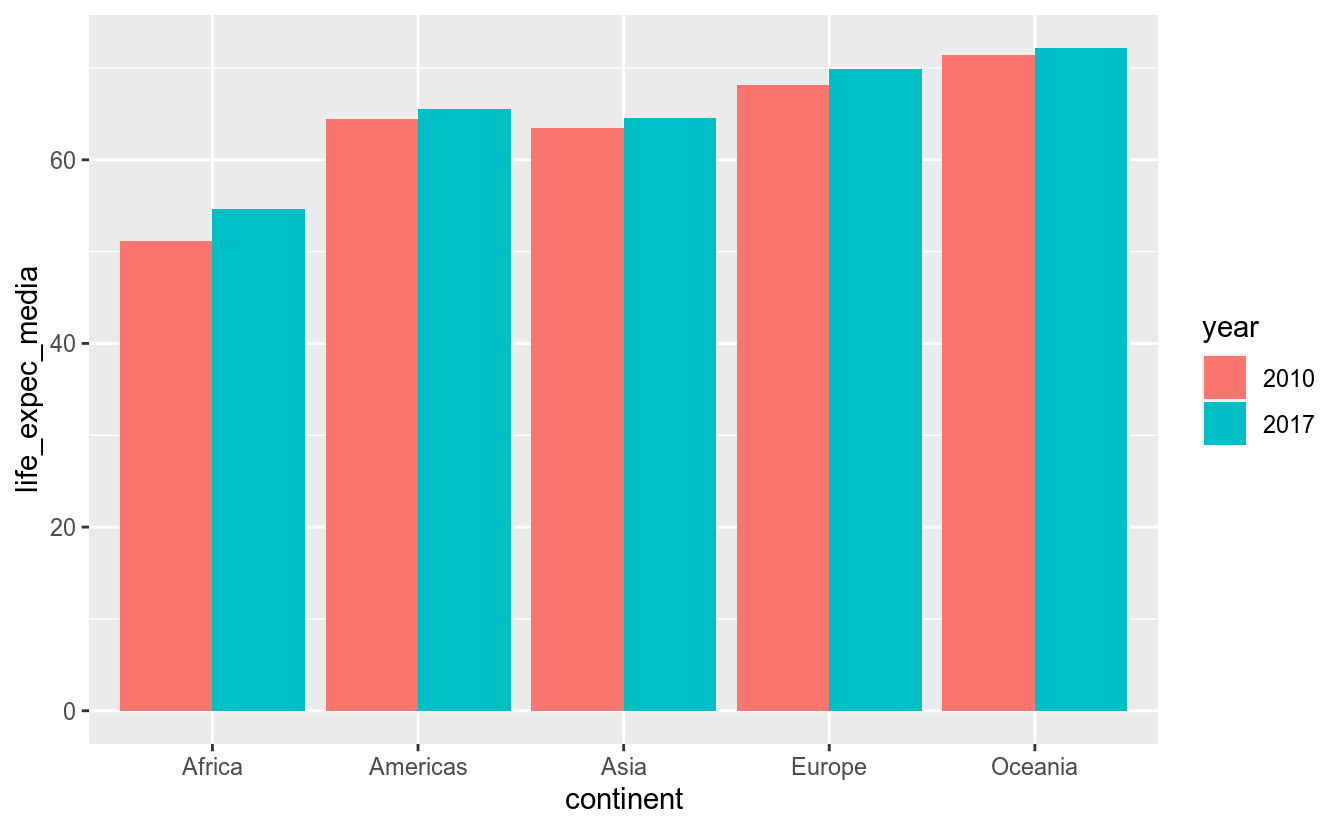 life_expec_media
60
40
20
0
Africa
Americas
Asia
Europe
Oceania
continent
year
2010
2017